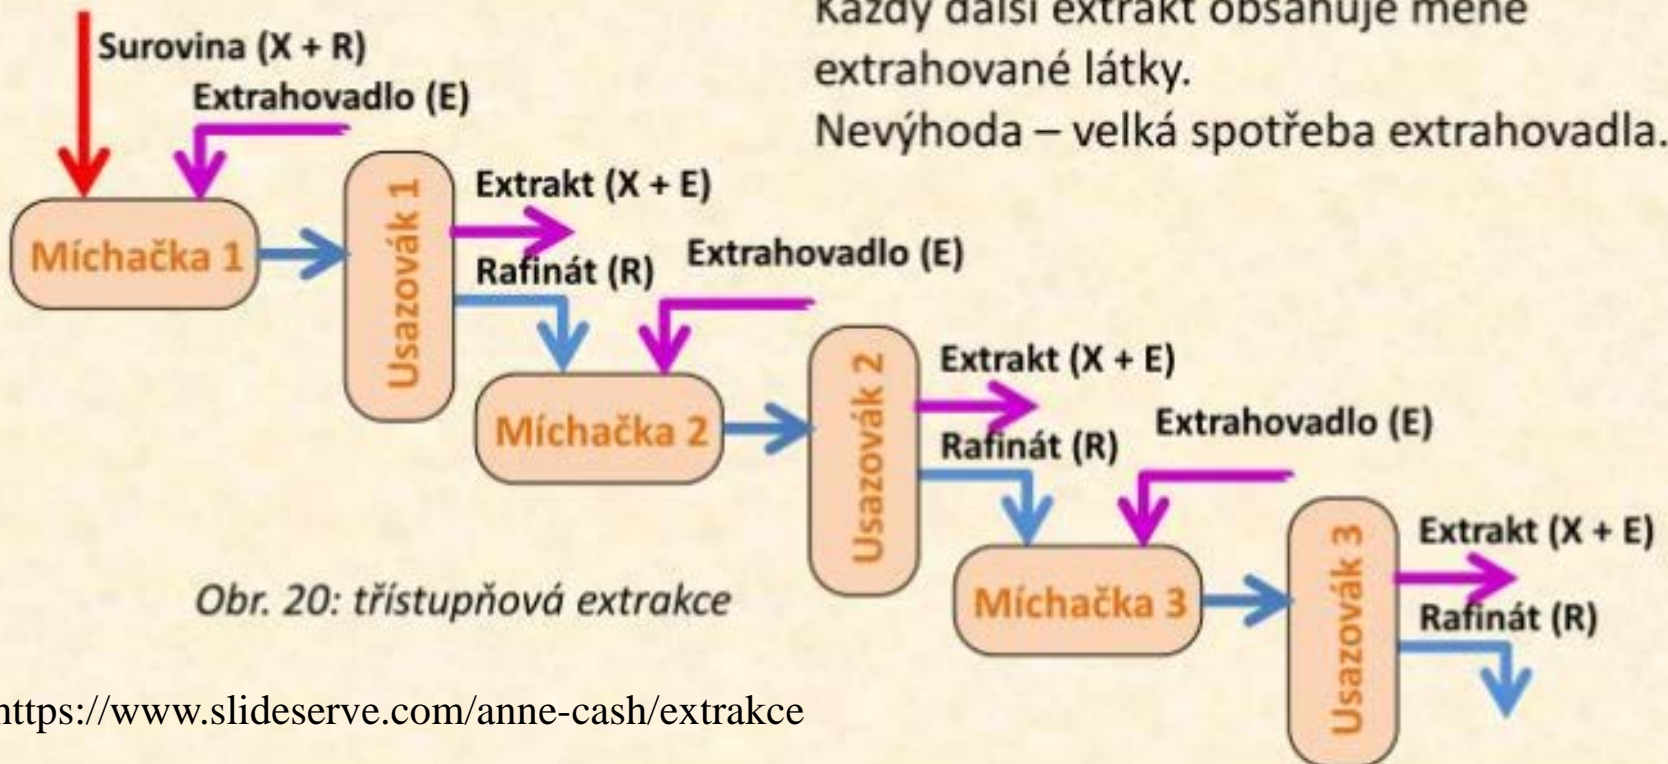 Každý další extrakt obsahuje méně
extrahované látky.
Nevýhoda – velká spotřeba extrahovadla.
Surovina (X + R)
Extrahovadlo (E)
Míchačka 1
Usazovák 1
Extrakt (X + E)
Rafinát (R)
Extrahovadlo (E)
Míchačka 2
Usazovák 2
Extrakt (X + E)
Rafinát (R)
Extrahovadlo (E)
Míchačka 3
Usazovák 3
Extrakt (X + E)
Rafinát (R)
Obr. 20: třístupňová extrakce
https://www.slideserve.com/anne-cash/extrakce